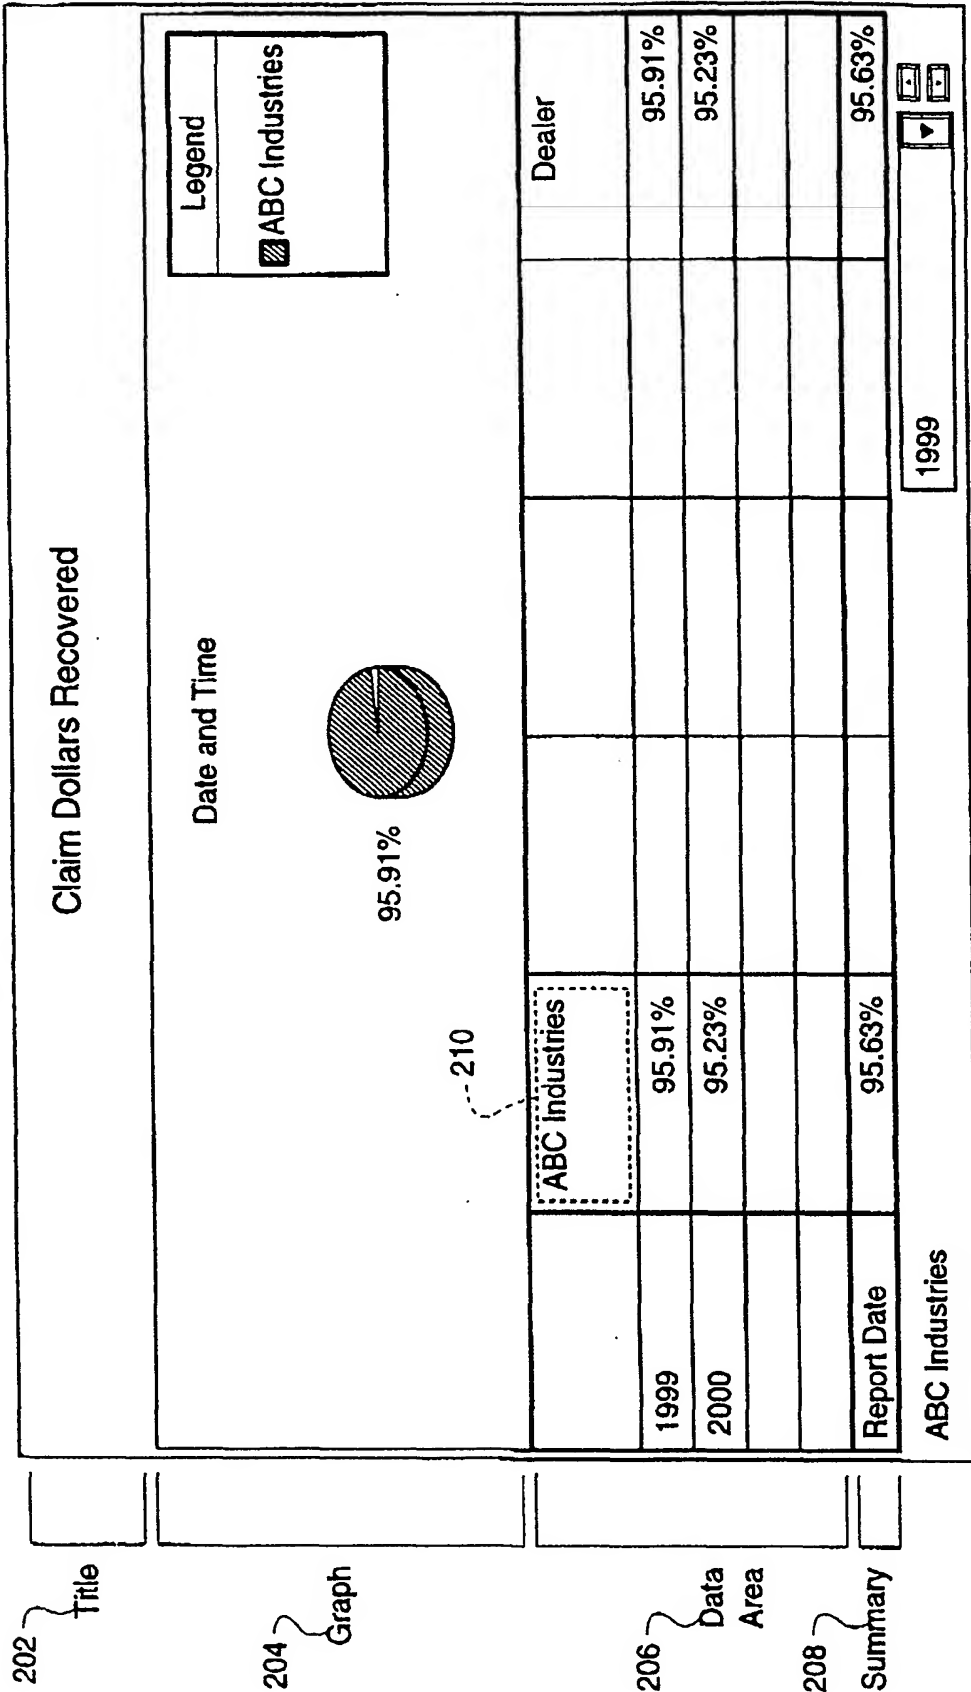 Claim Dollars Recovered
202
Title
Date and Time
Legend
ABC Industries
95.91%
204
Graph
210
ABC Industries
Dealer
1999 95.91% 95.91%
2000 95.23% 95.23%
206
Data
Area
Report Date 95.63% 95.63%
208
Summary
ABC Industries
1999